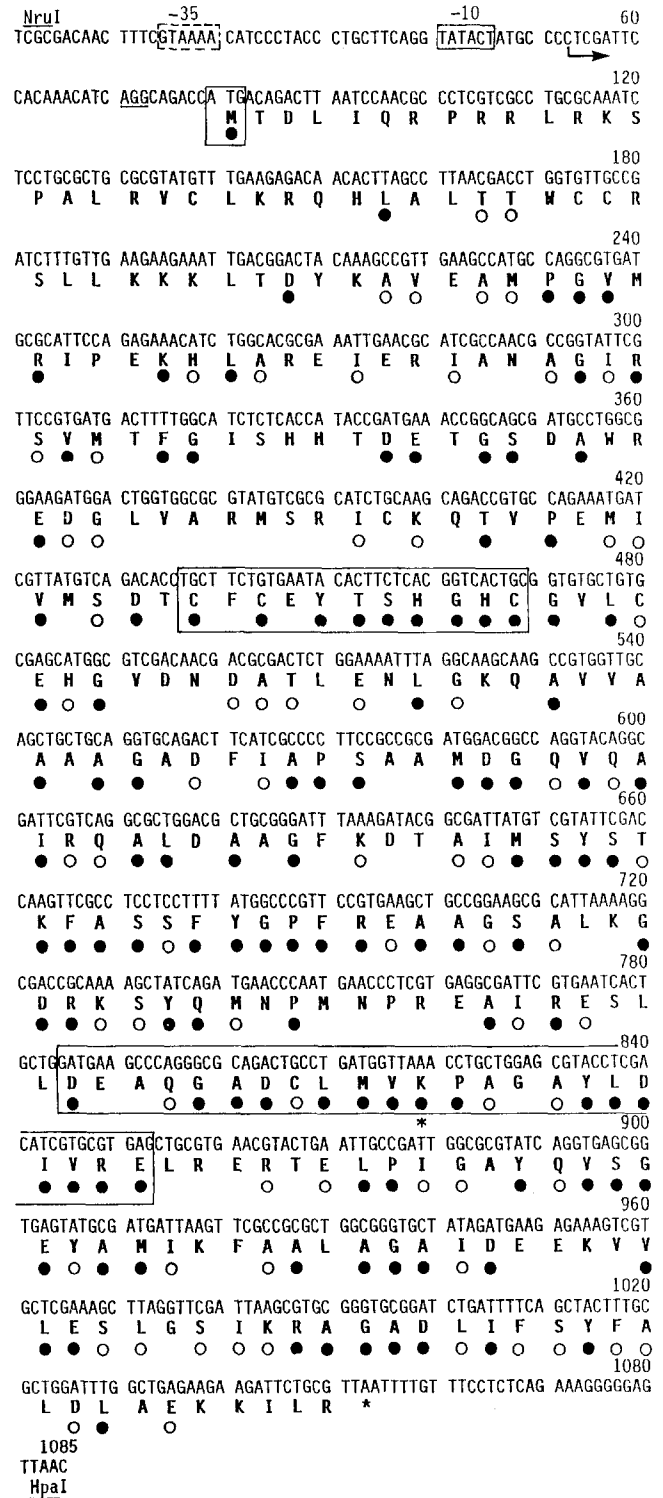 NruI -35 -10 60
TCGCGACAAC TTTCGTAAAA CATCCCTACC CTGCTTCAGG TATACTATGC CCCTCGATTC
120
CACAAACATC AGGCAGACCA TGACAGACTT AATCCAACGC CCTCGTCGCC TGCGCAAATC
M T D L I Q R P R R L R K S
180
TCCTGCGCTG CGCGTATGTT TGAAGAGACA ACACTTAGCC TTAACGACCT GGTGTTGCCG
P A L R V C L K R Q H L A L T T W C C R
240
ATCTTTGTTG AAGAAGAAAT TGACGGACTA CAAAGCCGTT GAAGCCATGC CAGGCGTGAT
S L L K K K L T D Y K A V E A M P G V M
300
GCGCATTCCA GAGAAACATC TGGCACGCGA AATTGAACGC ATCGCCAACG CCGGTATTCG
R I P E K H L A R E I E R I A N A G I R
360
TTCCGTGATG ACTTTTGGCA TCTCTCACCA TACCGATGAA ACCGGCAGCG ATGCCTGGCG
S V M T F G I S H H T D E T G S D A W R
420
GGAAGATGGA CTGGTGGCGC GTATGTCGCG CATCTGCAAG CAGACCGTGC CAGAAATGAT
E D G L V A R M S R I C K Q T V P E M I
480
CGTTATGTCA GACACCTGCT TCTGTGAATA CACTTCTCAC GGTCACTGCG GTGTGCTGTG
V M S D T C F C E Y T S H G H C G V L C
540
CGAGCATGGC GTCGACAACG ACGCGACTCT GGAAAATTTA GGCAAGCAAG CCGTGGTTGC
E H G V D N D A T L E N L G K Q A V V A
600
AGCTGCTGCA GGTGCAGACT TCATCGCCCC TTCCGCCGCG ATGGACGGCC AGGTACAGGC
A A A G A D F I A P S A A M D G Q V Q A
660
GATTCGTCAG GCGCTGGACG CTGCGGGATT TAAAGATACG GCGATTATGT CGTATTCGAC
I R Q A L D A A G F K D T A I M S Y S T
720
CAAGTTCGCC TCCTCCTTTT ATGGCCCGTT CCGTGAAGCT GCCGGAAGCG CATTAAAAGG
K F A S S F Y G P F R E A A G S A L K G
780
CGACCGCAAA AGCTATCAGA TGAACCCAAT GAACCCTCGT GAGGCGATTC GTGAATCACT
D R K S Y Q M N P M N P R E A I R E S L
840
GCTGGATGAA GCCCAGGGCG CAGACTGCCT GATGGTTAAA CCTGCTGGAG CGTACCTCGA
L D E A Q G A D C L M V K P A G A Y L D
* 900
CATCGTGCGT GAGCTGCGTG AACGTACTGA ATTGCCGATT GGCGCGTATC AGGTGAGCGG
I V R E L R E R T E L P I G A Y Q V S G
960
TGAGTATGCG ATGATTAAGT TCGCCGCGCT GGCGGGTGCT ATAGATGAAG AGAAAGTCGT
E Y A M I K F A A L A G A I D E E K V V
1020
GCTCGAAAGC TTAGGTTCGA TTAAGCGTGC GGGTGCGGAT CTGATTTTCA GCTACTTTGC
L E S L G S I K R A G A D L I F S Y F A
1080
GCTGGATTTG GCTGAGAAGA AGATTCTGCG TTAATTTTGT TTCCTCTCAG AAAGGGGGAG
L D L A E K K I L R *
1085
TTAAC
HpaI